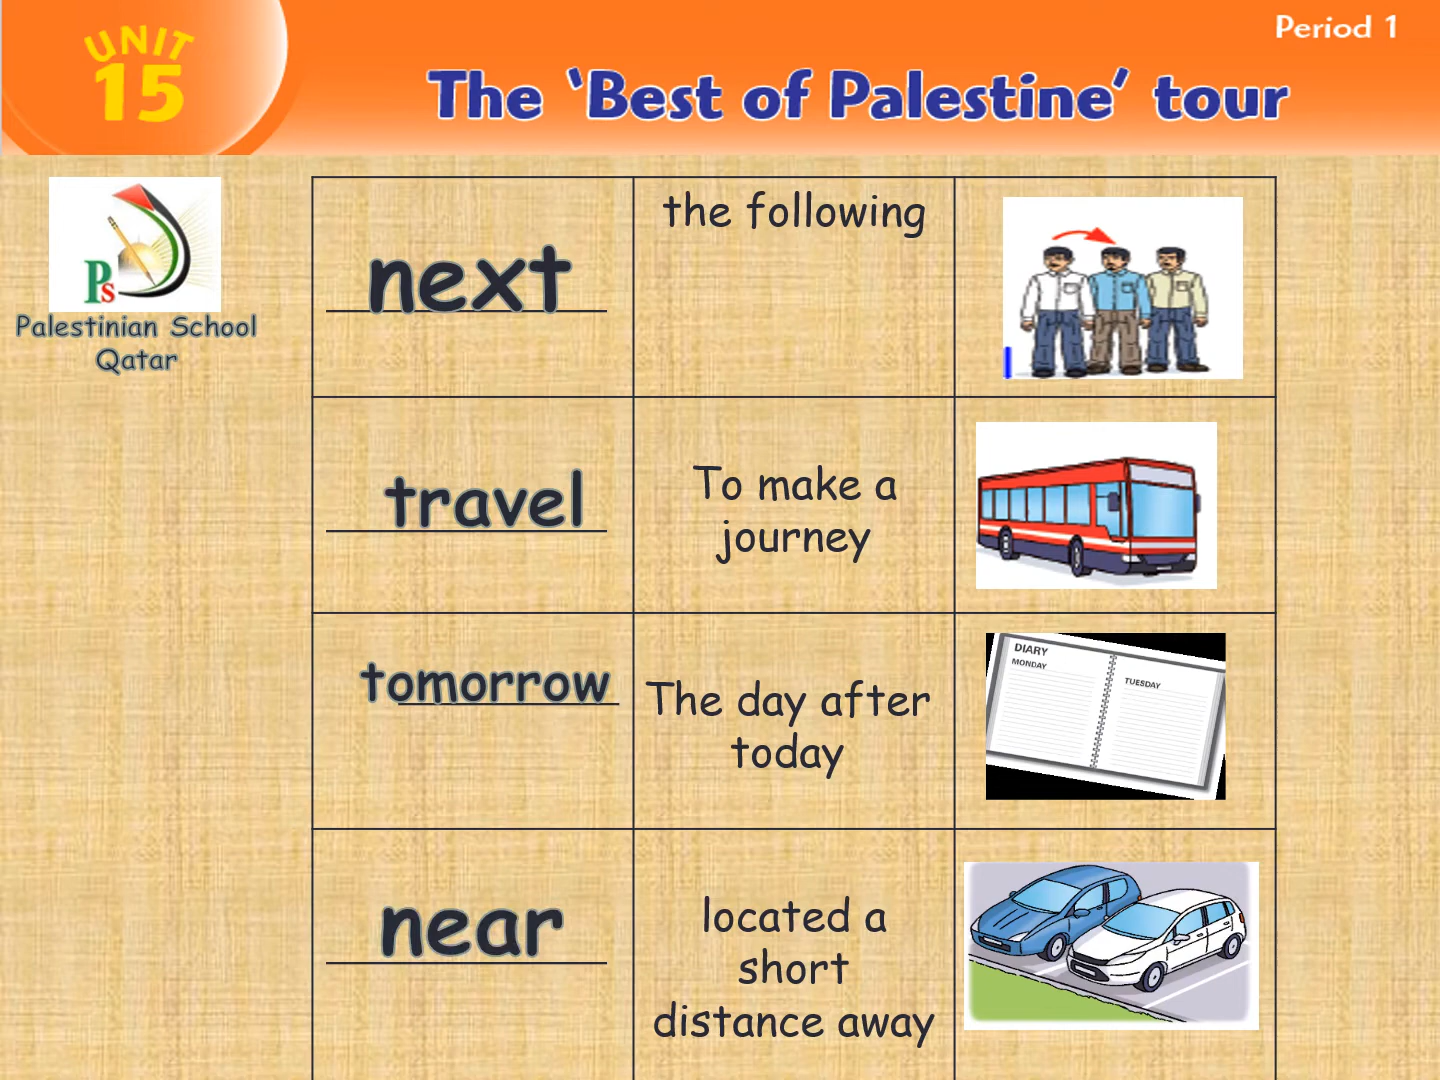 UNIT
15
Period 1
The ‘Best of Palestine’ tour
Ps
Palestinian School
Qatar
next
the following
travel
To make a
journey
tomorrow
The day after
today
DIARY
MONDAY
TUESDAY
near
located a
short
distance away